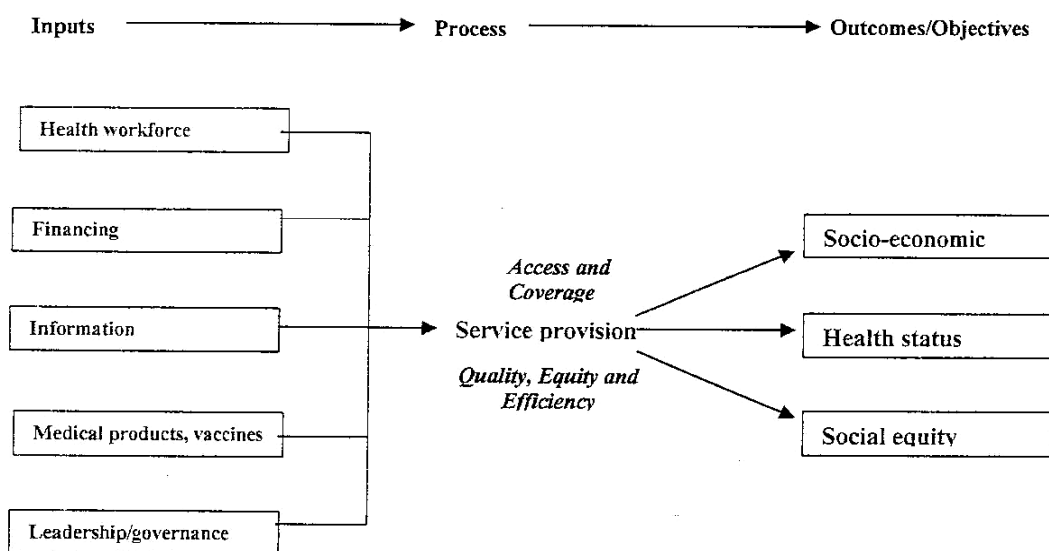 Inputs
Process
Outcomes/Objectives
Health workforce
Financing
Information
Medical products, vaccines
Leadership/governance
Access and
Coverage
Service provision
Quality, Equity and
Efficiency
Socio-economic
Health status
Social equity